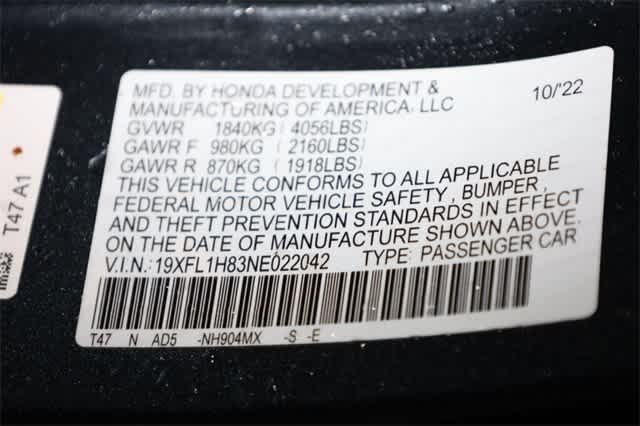 MFD. BY HONDA DEVELOPMENT &
MANUFACTURING OF AMERICA, LLC
10/'22
GVWR 1840KG ( 4056LBS)
GAWR F 980KG ( 2160LBS)
GAWR R 870KG ( 1918LBS)
THIS VEHICLE CONFORMS TO ALL APPLICABLE
FEDERAL MOTOR VEHICLE SAFETY, BUMPER,
AND THEFT PREVENTION STANDARDS IN EFFECT
ON THE DATE OF MANUFACTURE SHOWN ABOVE.
V.I.N.: 19XFL1H83NE022042 TYPE: PASSENGER CAR
T47 N AD5 -NH904MX -S -E
T47 A1